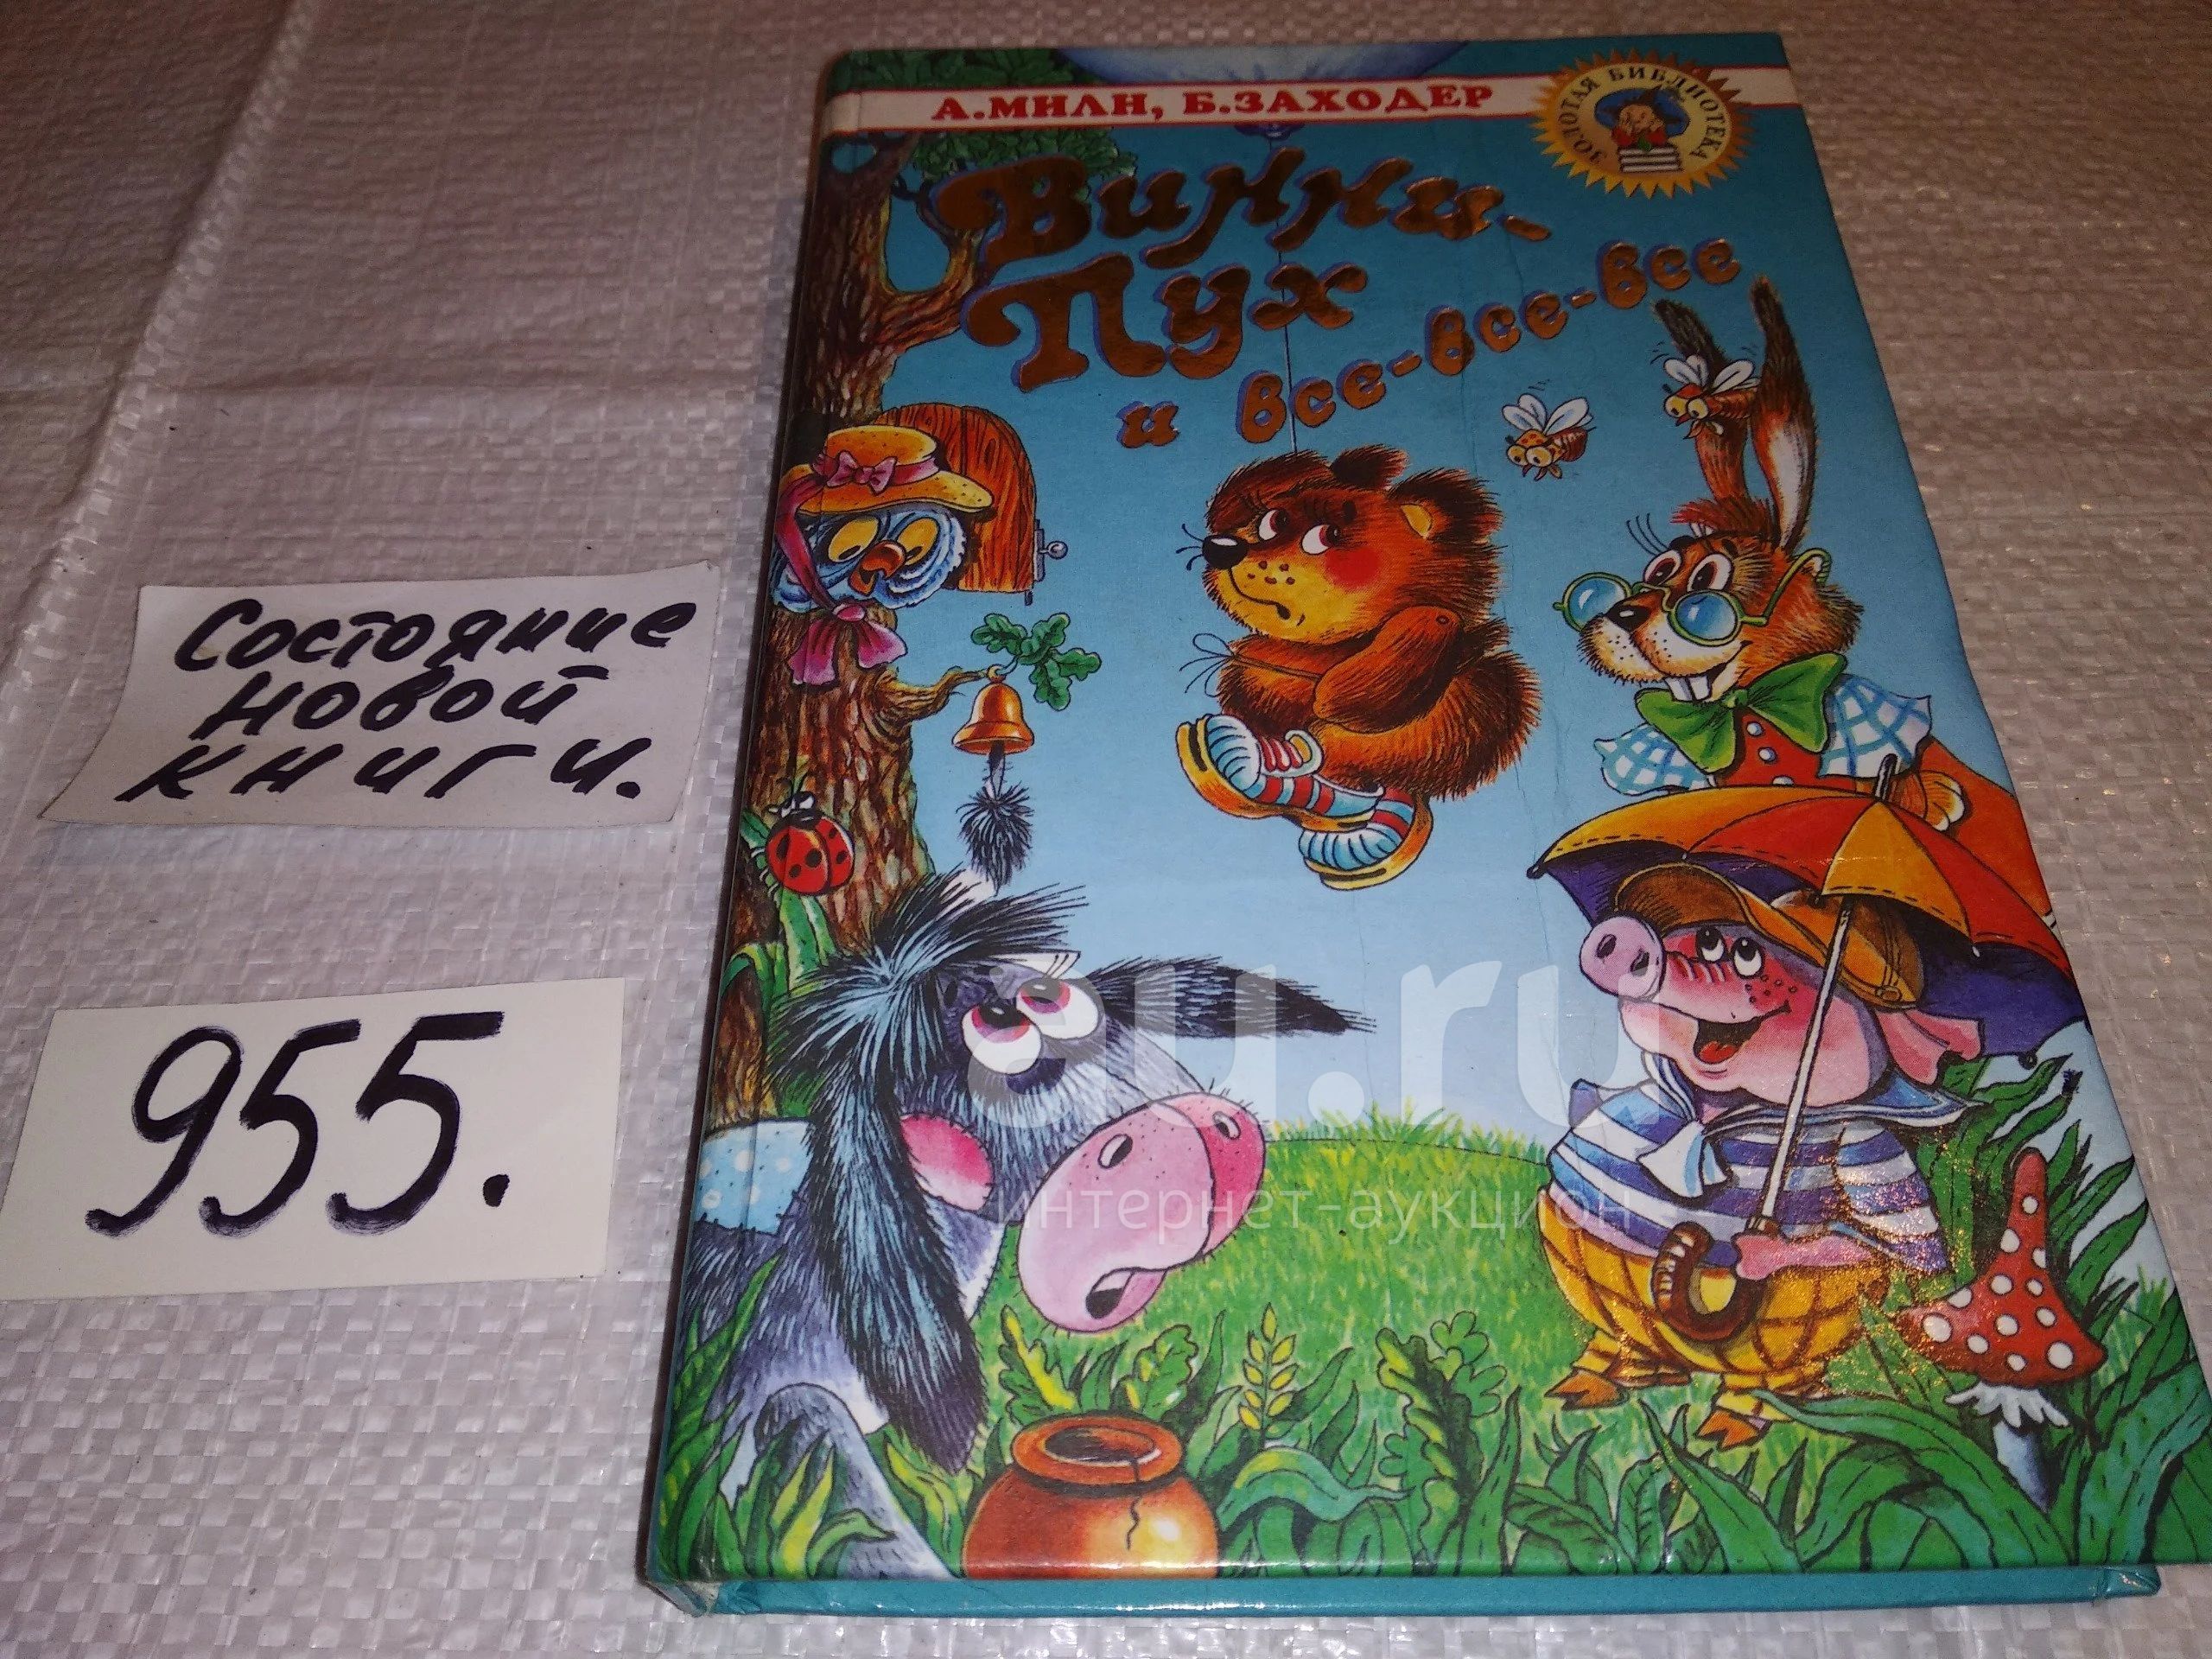 А.МИЛН, Б.ЗАХОДЕР
ЗОЛОТАЯ БИБЛИОТЕКА
Винни-
Пух
и все-все-все
Состояние
новой
книги.
955.
au.ru
интернет-аукцион